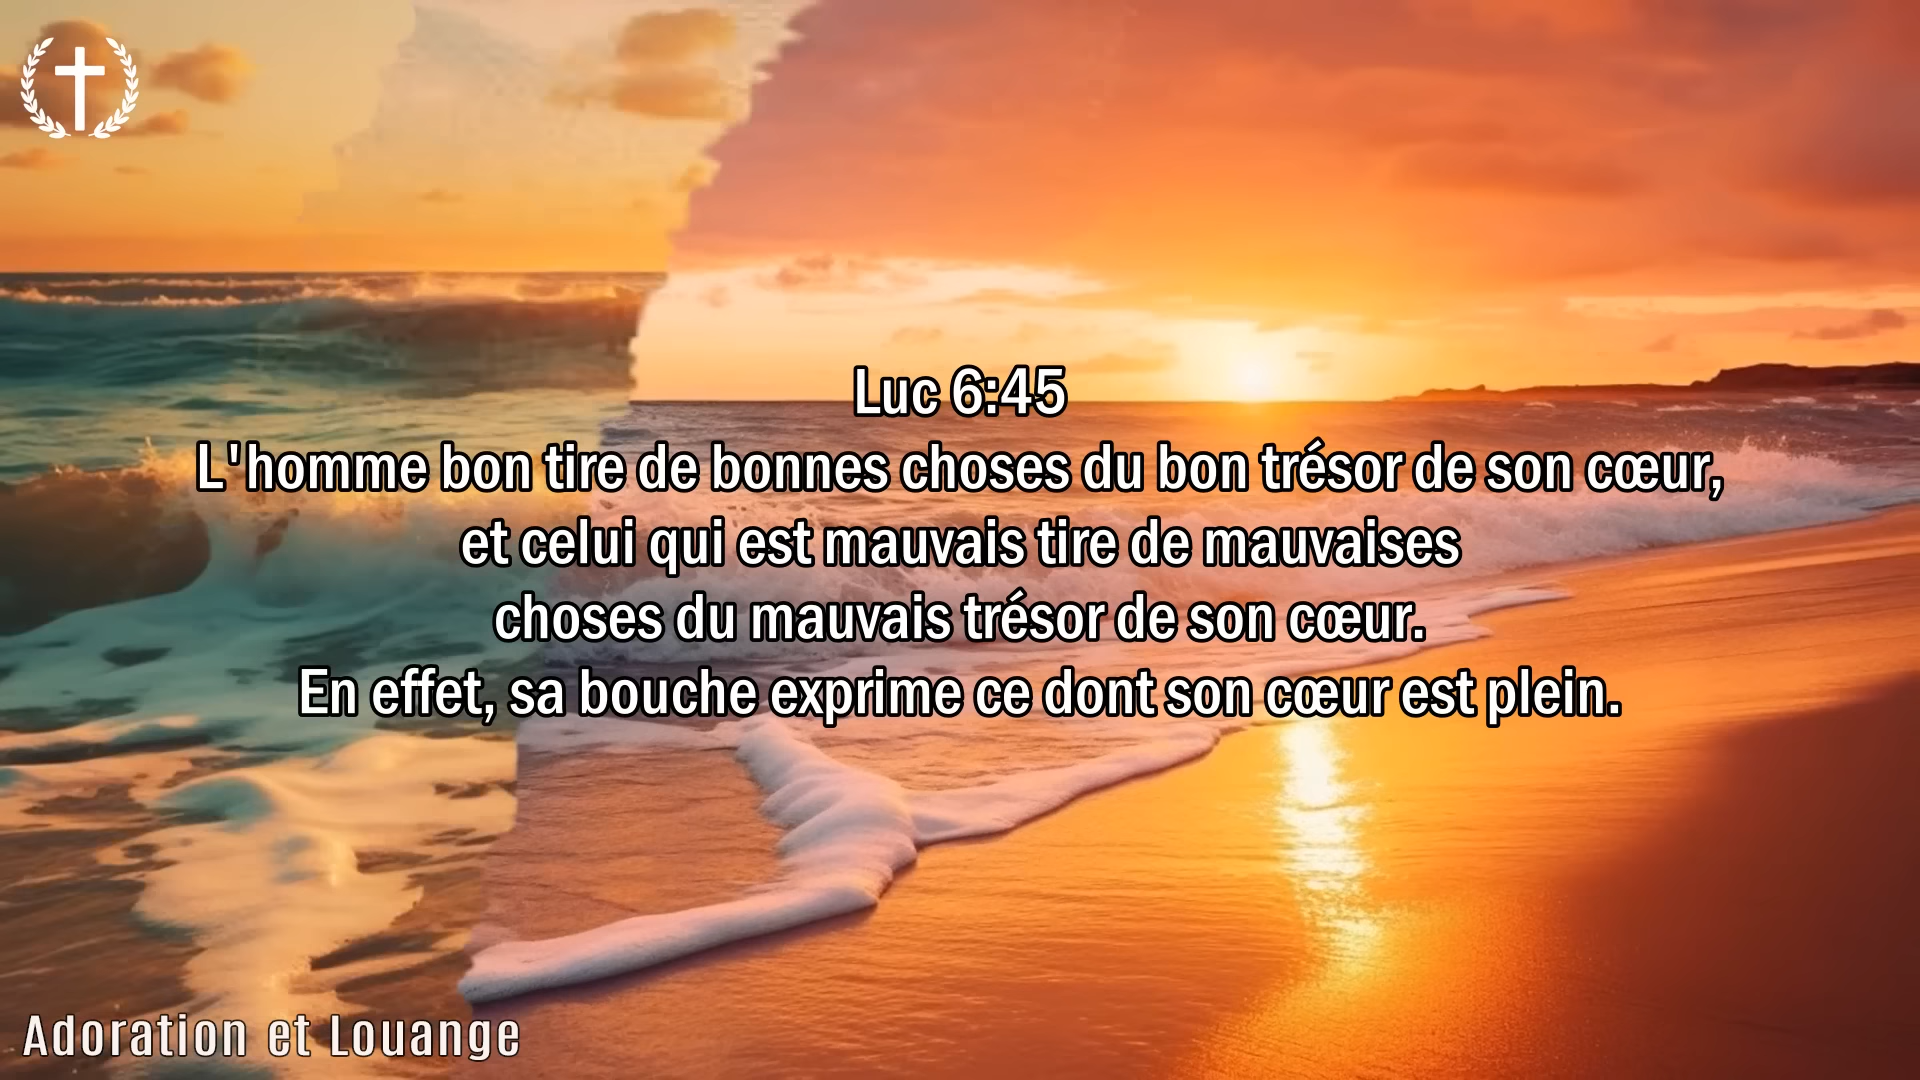 Luc 6:45
L'homme bon tire de bonnes choses du bon trésor de son cœur,
et celui qui est mauvais tire de mauvaises
choses du mauvais trésor de son cœur.
En effet, sa bouche exprime ce dont son cœur est plein.
Adoration et Louange